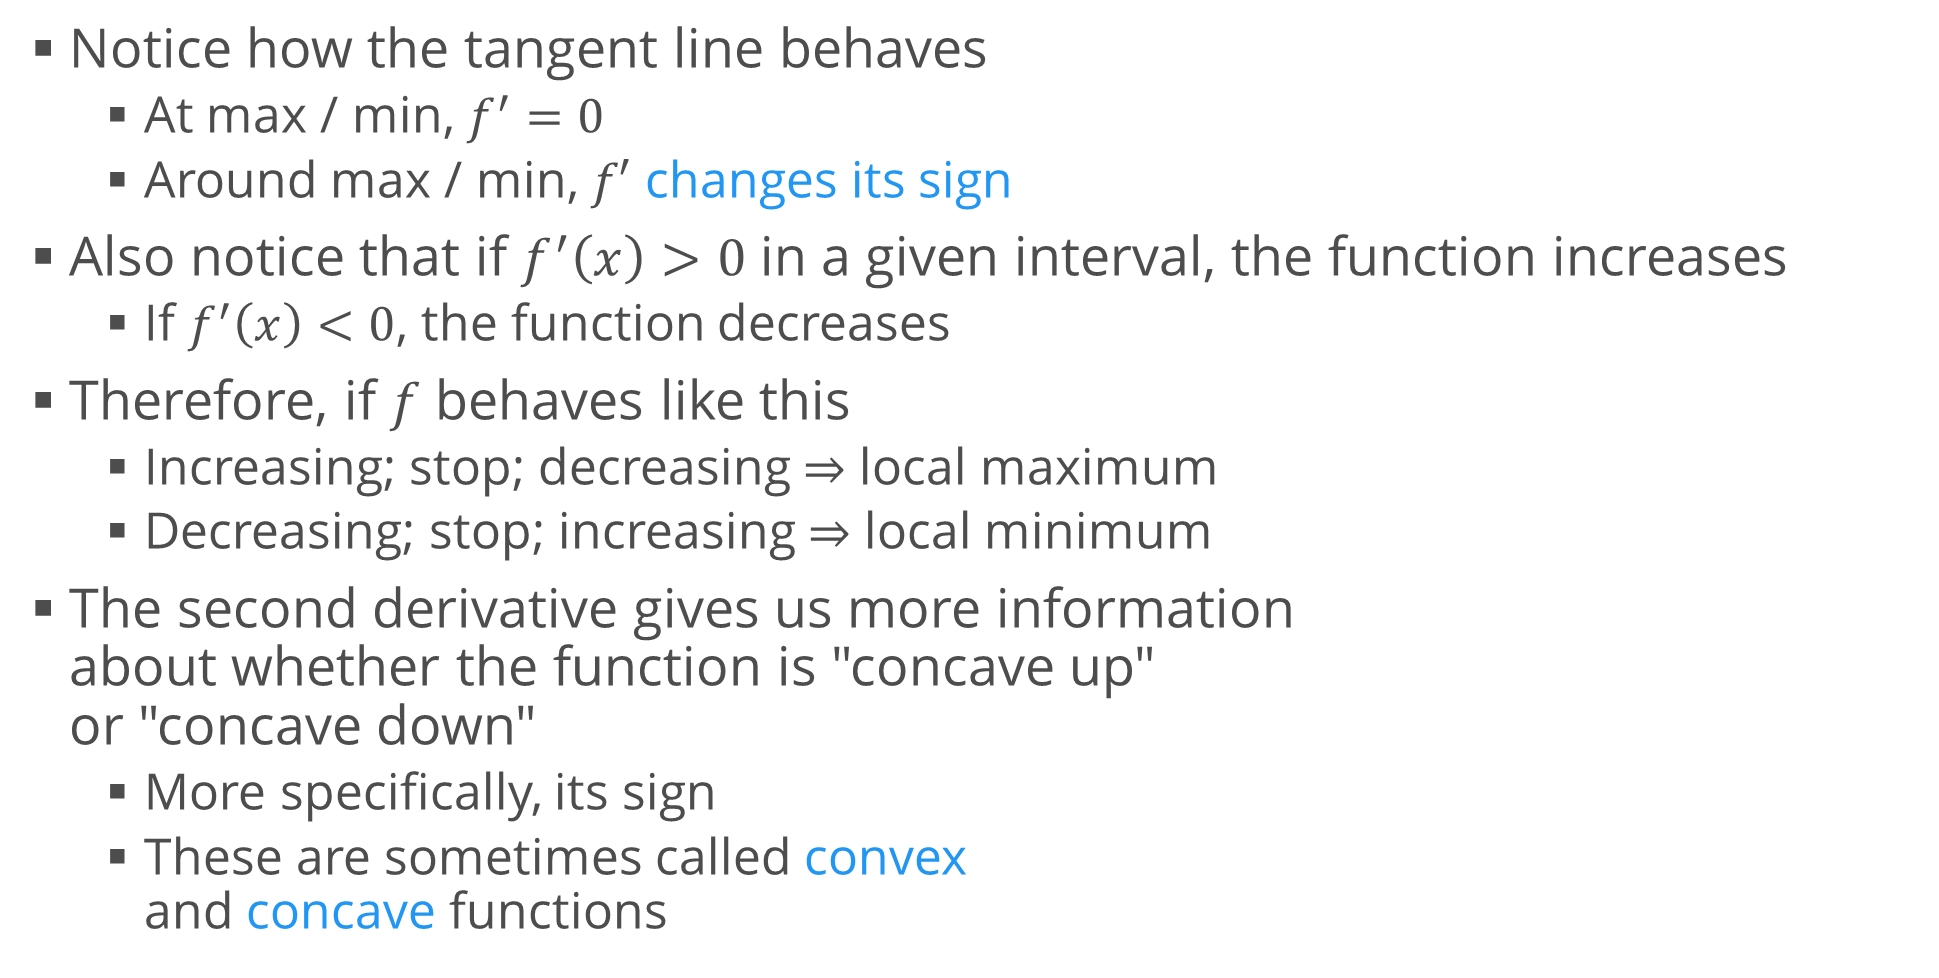 ▪ Notice how the tangent line behaves
▪ At max / min, f′ = 0
▪ Around max / min, f′ changes its sign
▪ Also notice that if f′(x) > 0 in a given interval, the function increases
▪ If f′(x) < 0, the function decreases
▪ Therefore, if f behaves like this
▪ Increasing; stop; decreasing ⇒ local maximum
▪ Decreasing; stop; increasing ⇒ local minimum
▪ The second derivative gives us more information
about whether the function is "concave up"
or "concave down"
▪ More specifically, its sign
▪ These are sometimes called convex
and concave functions